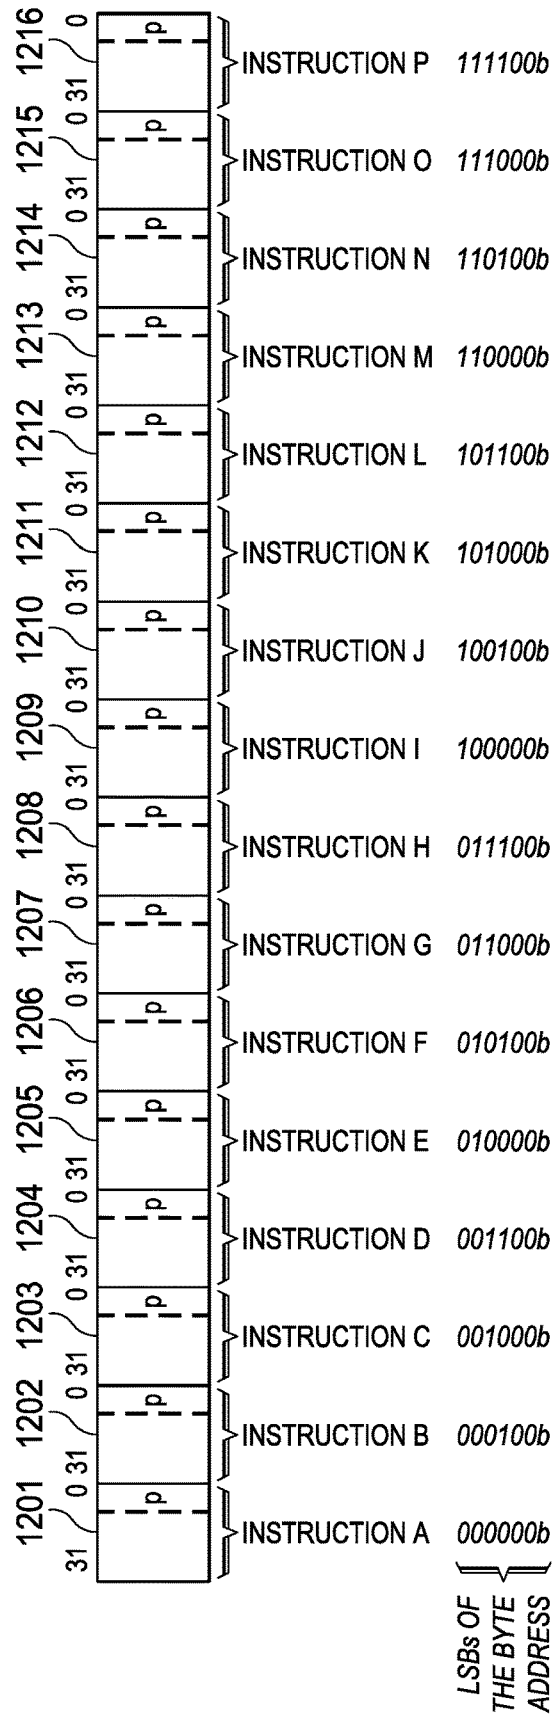 1216
0
p
INSTRUCTION P 111100b
0 31
1215
p
INSTRUCTION O 111000b
0 31
1214
p
INSTRUCTION N 110100b
0 31
1213
p
INSTRUCTION M 110000b
0 31
1212
p
INSTRUCTION L 101100b
0 31
1211
p
INSTRUCTION K 101000b
0 31
1210
p
INSTRUCTION J 100100b
0 31
1209
p
INSTRUCTION I 100000b
0 31
1208
p
INSTRUCTION H 011100b
0 31
1207
p
INSTRUCTION G 011000b
0 31
1206
p
INSTRUCTION F 010100b
0 31
1205
p
INSTRUCTION E 010000b
0 31
1204
p
INSTRUCTION D 001100b
0 31
1203
p
INSTRUCTION C 001000b
0 31
1202
p
INSTRUCTION B 000100b
0 31
1201
p
INSTRUCTION A 000000b
31
LSBs OF
THE BYTE
ADDRESS